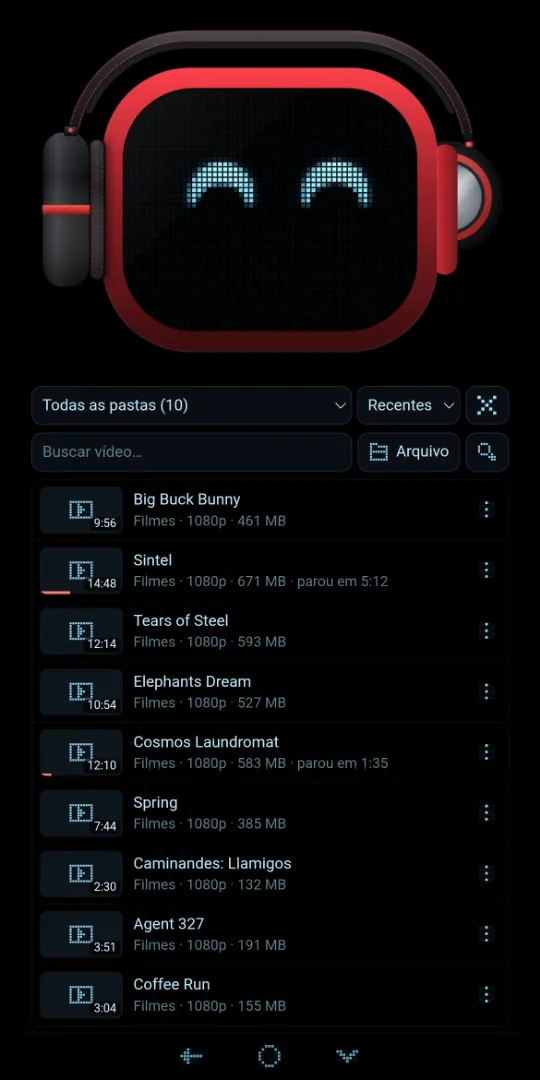 Todas as pastas (10)
Recentes
Buscar vídeo…
Arquivo
9:56
Big Buck Bunny
Filmes · 1080p · 461 MB
14:48
Sintel
Filmes · 1080p · 671 MB · parou em 5:12
12:14
Tears of Steel
Filmes · 1080p · 593 MB
10:54
Elephants Dream
Filmes · 1080p · 527 MB
12:10
Cosmos Laundromat
Filmes · 1080p · 583 MB · parou em 1:35
7:44
Spring
Filmes · 1080p · 385 MB
2:30
Caminandes: Llamigos
Filmes · 1080p · 132 MB
3:51
Agent 327
Filmes · 1080p · 191 MB
3:04
Coffee Run
Filmes · 1080p · 155 MB